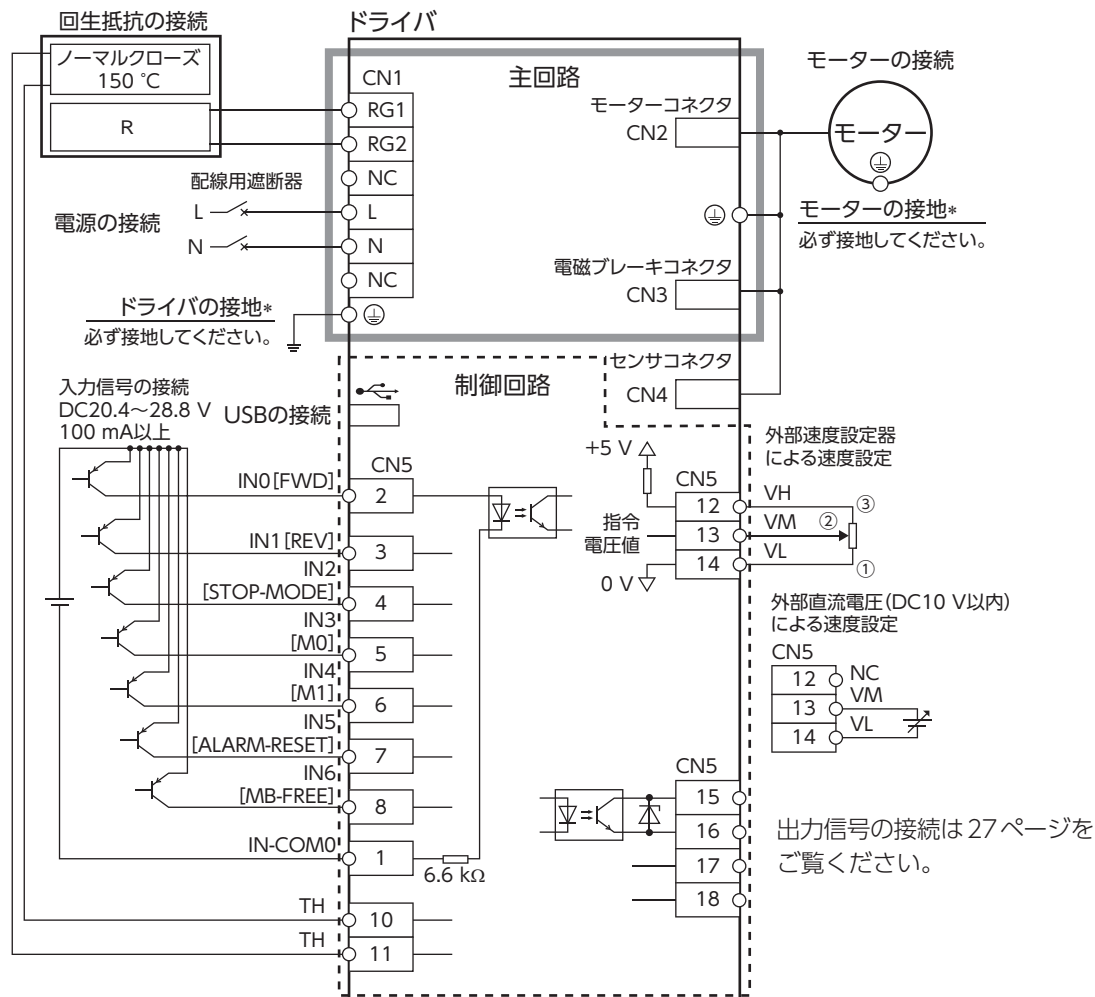 回生抵抗の接続
ノーマルクローズ
150 ℃
R
ドライバ
主回路
CN1
RG1
RG2
NC
L
N
NC
配線用遮断器
電源の接続
L
N
ドライバの接地*
必ず接地してください。
モーターコネクタ
CN2
電磁ブレーキコネクタ
CN3
モーターの接続
モーター
モーターの接地*
必ず接地してください。
センサコネクタ
CN4
制御回路
入力信号の接続
DC20.4~28.8 V
100 mA以上
USBの接続
CN5
IN0[FWD]
2
IN1[REV]
3
IN2
[STOP-MODE]
4
IN3
[M0]
5
IN4
[M1]
6
IN5
[ALARM-RESET]
7
IN6
[MB-FREE]
8
IN-COM0
1
6.6 kΩ
TH
10
TH
11
+5 V
指令
電圧値
0 V
CN5
12
13
14
外部速度設定器
による速度設定
VH
③
VM
②
VL
①
外部直流電圧(DC10 V以内)
による速度設定
CN5
12
NC
13
VM
14
VL
CN5
15
16
17
18
出力信号の接続は27ページを
ご覧ください。